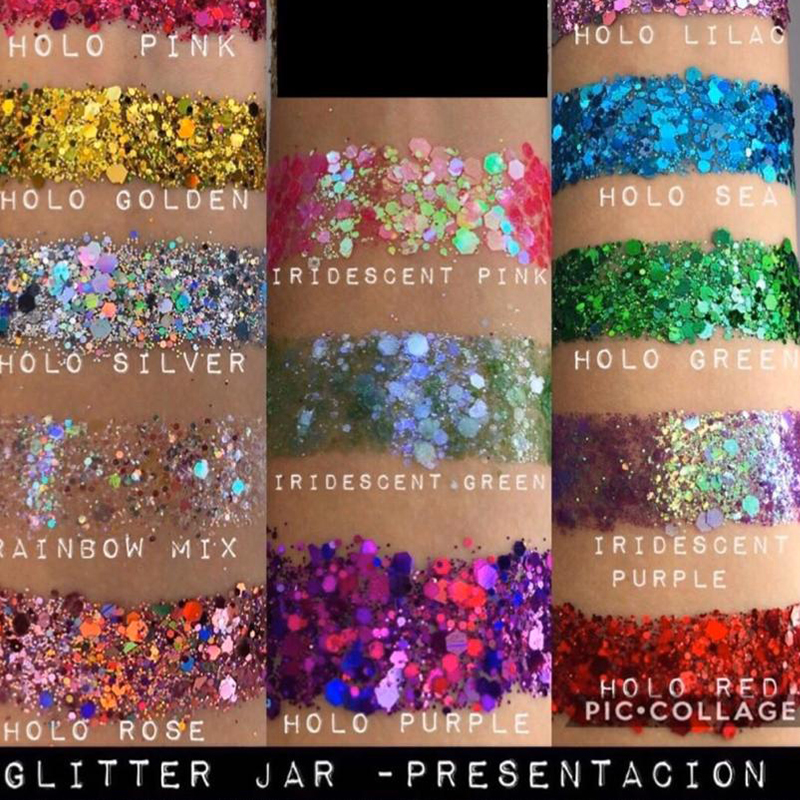 HOLO PINK
HOLO GOLDEN
HOLO SILVER
RAINBOW MIX
HOLO ROSE
IRIDESCENT PINK
IRIDESCENT GREEN
HOLO PURPLE
HOLO LILAC
HOLO SEA
HOLO GREEN
IRIDESCENT
PURPLE
HOLO RED
PIC•COLLAGE
GLITTER JAR -PRESENTACION